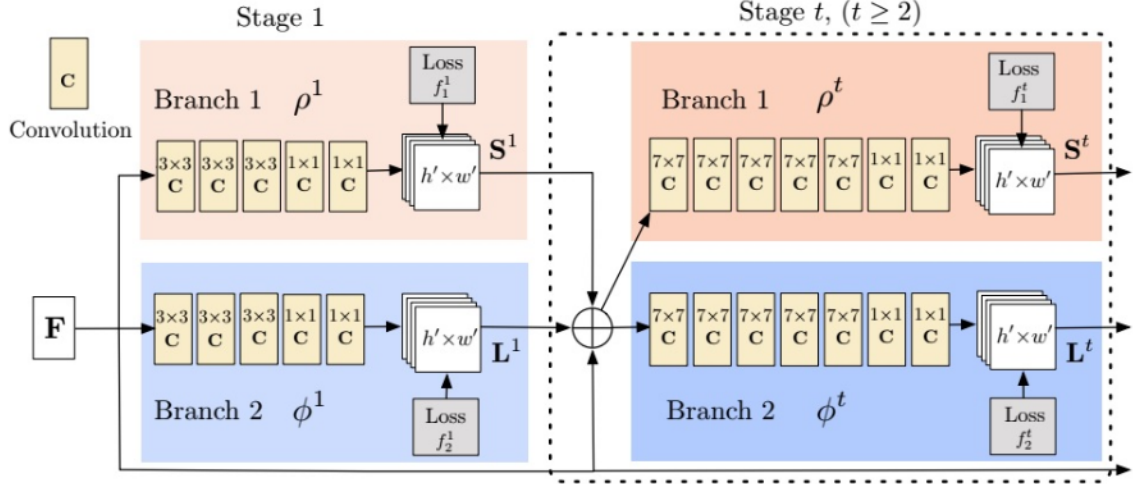 Stage 1
Stage t, (t ≥ 2)
C
Convolution
Branch 1 ρ¹
Loss
f₁¹
3×3 3×3 3×3 1×1 1×1
C C C C C
h′×w′
S¹
Branch 1 ρᵗ
Loss
f₁ᵗ
7×7 7×7 7×7 7×7 7×7 1×1 1×1
C C C C C C C
h′×w′
Sᵗ
F
3×3 3×3 3×3 1×1 1×1
C C C C C
h′×w′
L¹
Branch 2 ϕ¹
Loss
f₂¹
7×7 7×7 7×7 7×7 7×7 1×1 1×1
C C C C C C C
h′×w′
Lᵗ
Branch 2 ϕᵗ
Loss
f₂ᵗ